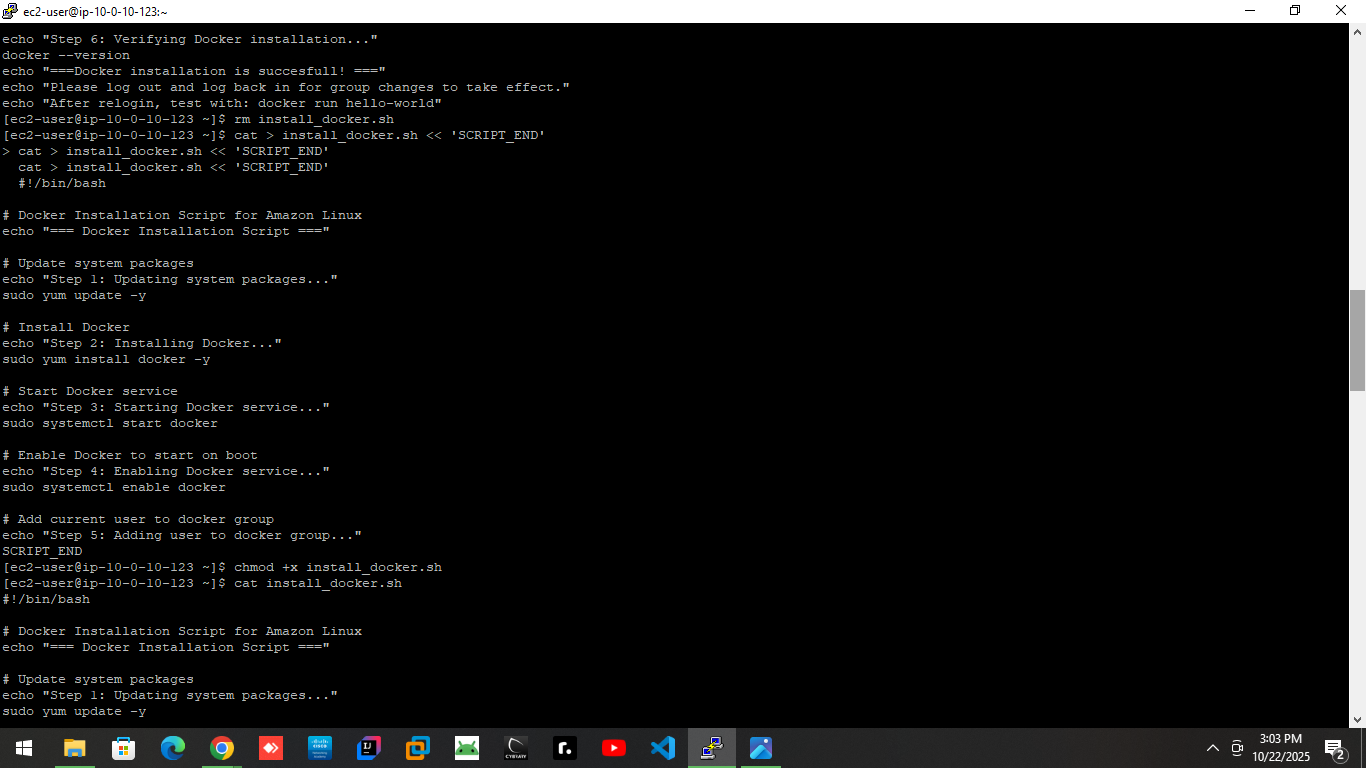 ec2-user@ip-10-0-10-123:~
echo "Step 6: Verifying Docker installation..."
docker --version
echo "===Docker installation is succesfull! ==="
echo "Please log out and log back in for group changes to take effect."
echo "After relogin, test with: docker run hello-world"
[ec2-user@ip-10-0-10-123 ~]$ rm install_docker.sh
[ec2-user@ip-10-0-10-123 ~]$ cat > install_docker.sh << 'SCRIPT_END'
> cat > install_docker.sh << 'SCRIPT_END'
  cat > install_docker.sh << 'SCRIPT_END'
  #!/bin/bash

# Docker Installation Script for Amazon Linux
echo "=== Docker Installation Script ==="

# Update system packages
echo "Step 1: Updating system packages..."
sudo yum update -y

# Install Docker
echo "Step 2: Installing Docker..."
sudo yum install docker -y

# Start Docker service
echo "Step 3: Starting Docker service..."
sudo systemctl start docker

# Enable Docker to start on boot
echo "Step 4: Enabling Docker service..."
sudo systemctl enable docker

# Add current user to docker group
echo "Step 5: Adding user to docker group..."
SCRIPT_END
[ec2-user@ip-10-0-10-123 ~]$ chmod +x install_docker.sh
[ec2-user@ip-10-0-10-123 ~]$ cat install_docker.sh
#!/bin/bash

# Docker Installation Script for Amazon Linux
echo "=== Docker Installation Script ==="

# Update system packages
echo "Step 1: Updating system packages..."
sudo yum update -y
3:03 PM
10/22/2025
2